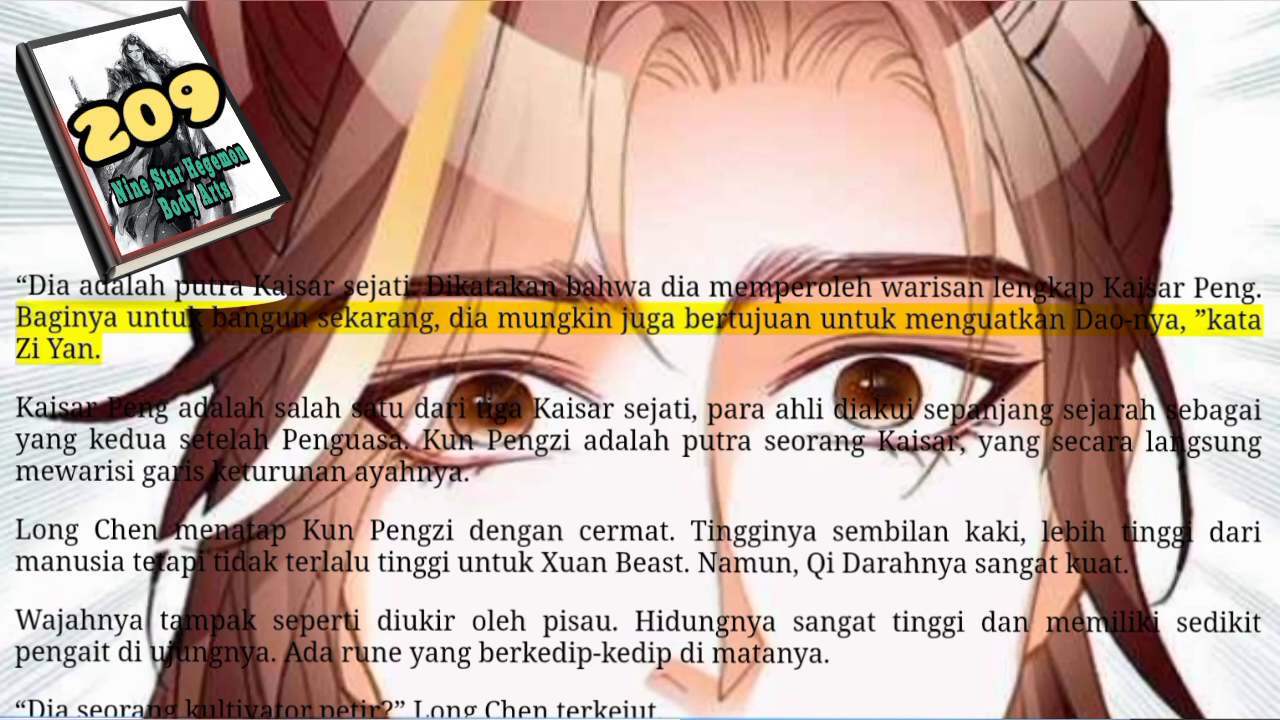 209
Nine Star Hegemon
Body Arts
“Dia adalah putra Kaisar sejati. Dikatakan bahwa dia memperoleh warisan lengkap Kaisar Peng.
Baginya untuk bangun sekarang, dia mungkin juga bertujuan untuk menguatkan Dao-nya, ”kata
Zi Yan.
Kaisar Peng adalah salah satu dari tiga Kaisar sejati, para ahli diakui sepanjang sejarah sebagai
yang kedua setelah Penguasa. Kun Pengzi adalah putra seorang Kaisar, yang secara langsung
mewarisi garis keturunan ayahnya.
Long Chen menatap Kun Pengzi dengan cermat. Tingginya sembilan kaki, lebih tinggi dari
manusia tetapi tidak terlalu tinggi untuk Xuan Beast. Namun, Qi Darahnya sangat kuat.
Wajahnya tampak seperti diukir oleh pisau. Hidungnya sangat tinggi dan memiliki sedikit
pengait di ujungnya. Ada rune yang berkedip-kedip di matanya.
“Dia seorang kultivator petir?” Long Chen terkejut